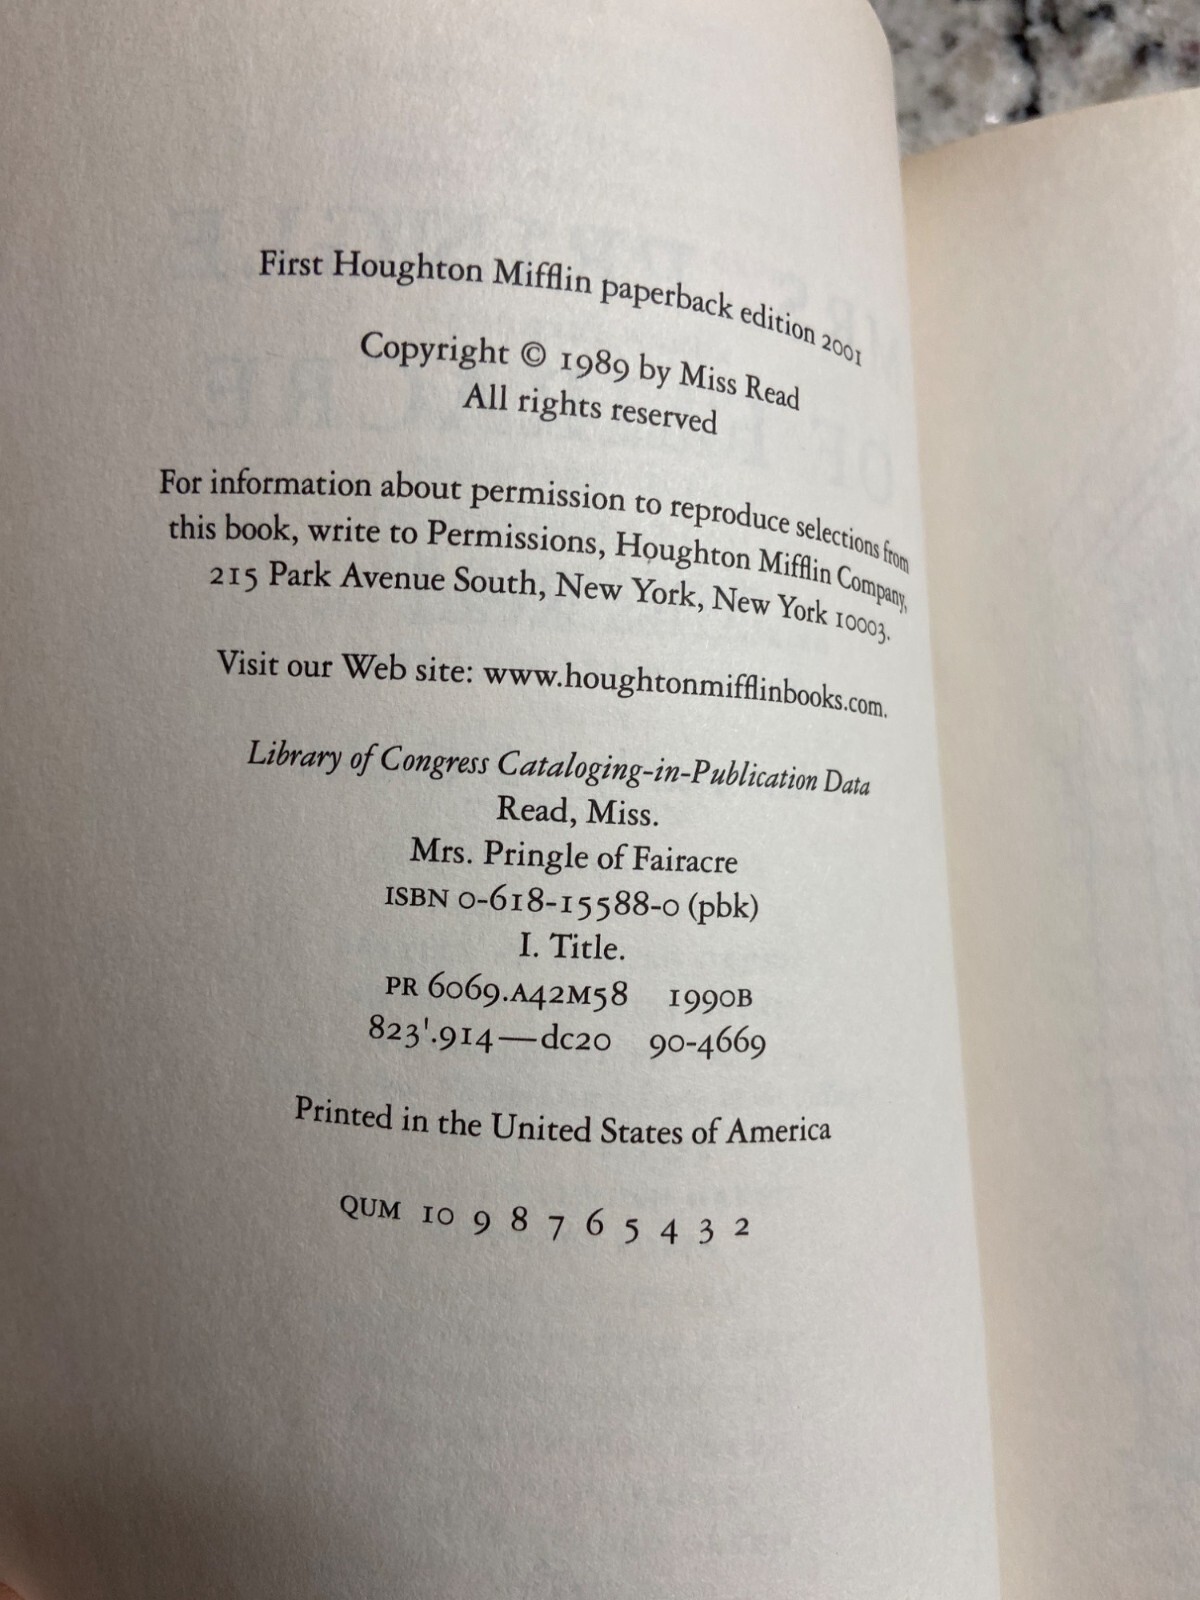 First Houghton Mifflin paperback edition 2001
Copyright © 1989 by Miss Read
All rights reserved
For information about permission to reproduce selections from
this book, write to Permissions, Houghton Mifflin Company,
215 Park Avenue South, New York, New York 10003.
Visit our Web site: www.houghtonmifflinbooks.com.
Library of Congress Cataloging-in-Publication Data
Read, Miss.
Mrs. Pringle of Fairacre
ISBN 0-618-15588-0 (pbk)
I. Title.
PR 6069.A42M58 1990B
823'.914—dc20 90-4669
Printed in the United States of America
QUM 10 9 8 7 6 5 4 3 2